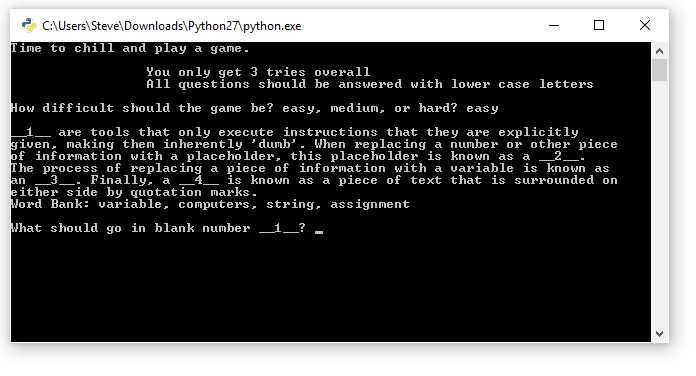 C:\Users\Steve\Downloads\Python27\python.exe
Time to chill and play a game.
You only get 3 tries overall
All questions should be answered with lower case letters
How difficult should the game be? easy, medium, or hard? easy
__1__ are tools that only execute instructions that they are explicitly
given, making them inherently 'dumb'. When replacing a number or other piece
of information with a placeholder, this placeholder is known as a __2__.
The process of replacing a piece of information with a variable is known as
an __3__. Finally, a __4__ is known as a piece of text that is surrounded on
either side by quotation marks.
Word Bank: variable, computers, string, assignment
What should go in blank number __1__? _